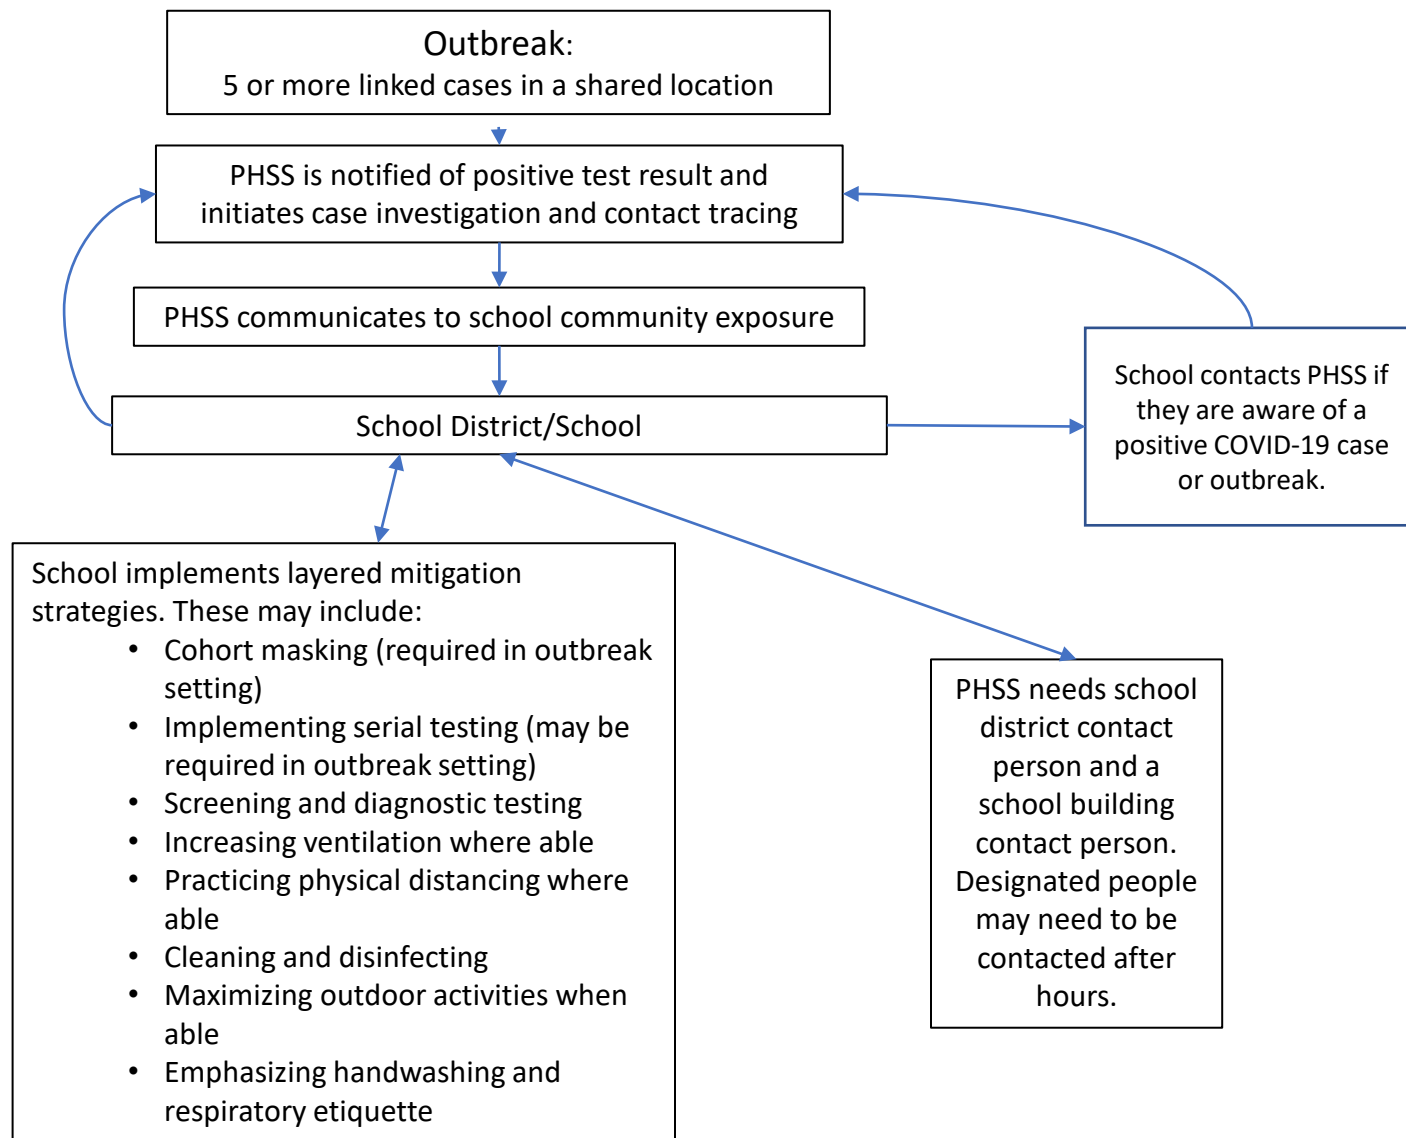 Outbreak:
5 or more linked cases in a shared location
PHSS is notified of positive test result and
initiates case investigation and contact tracing
PHSS communicates to school community exposure
School District/School
School contacts PHSS if
they are aware of a
positive COVID-19 case
or outbreak.
School implements layered mitigation
strategies. These may include:
• Cohort masking (required in outbreak
setting)
• Implementing serial testing (may be
required in outbreak setting)
• Screening and diagnostic testing
• Increasing ventilation where able
• Practicing physical distancing where
able
• Cleaning and disinfecting
• Maximizing outdoor activities when
able
• Emphasizing handwashing and
respiratory etiquette
PHSS needs school
district contact
person and a
school building
contact person.
Designated people
may need to be
contacted after
hours.